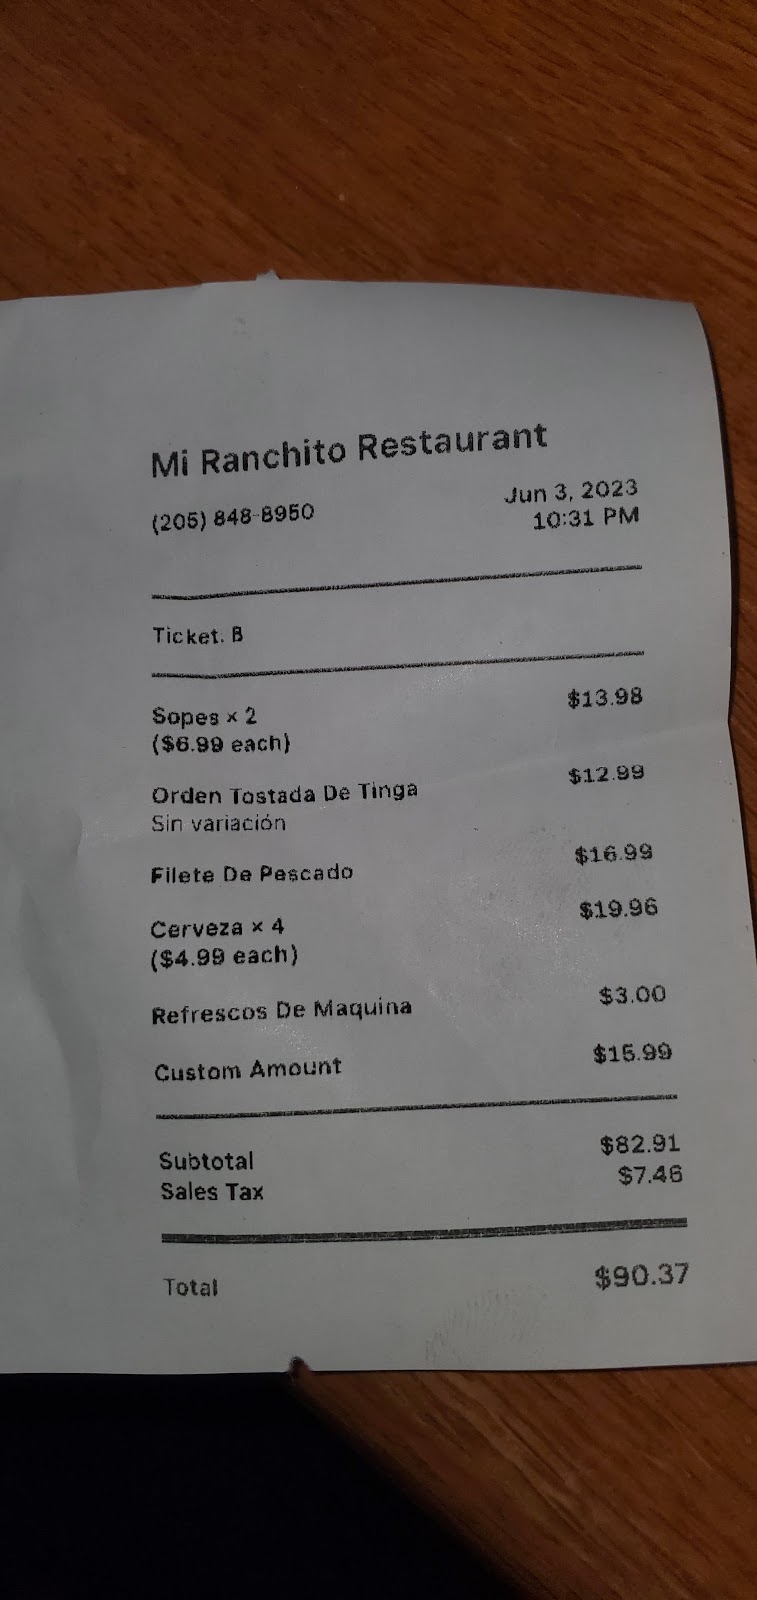 Mi Ranchito Restaurant
(205) 848-8950
Jun 3, 2023
10:31 PM
Ticket: B
Sopes × 2 $13.98
($6.99 each)
Orden Tostada De Tinga $12.99
Sin variación
Filete De Pescado $16.99
Cerveza × 4 $19.96
($4.99 each)
Refrescos De Maquina $3.00
Custom Amount $15.99
Subtotal $82.91
Sales Tax $7.46
Total $90.37